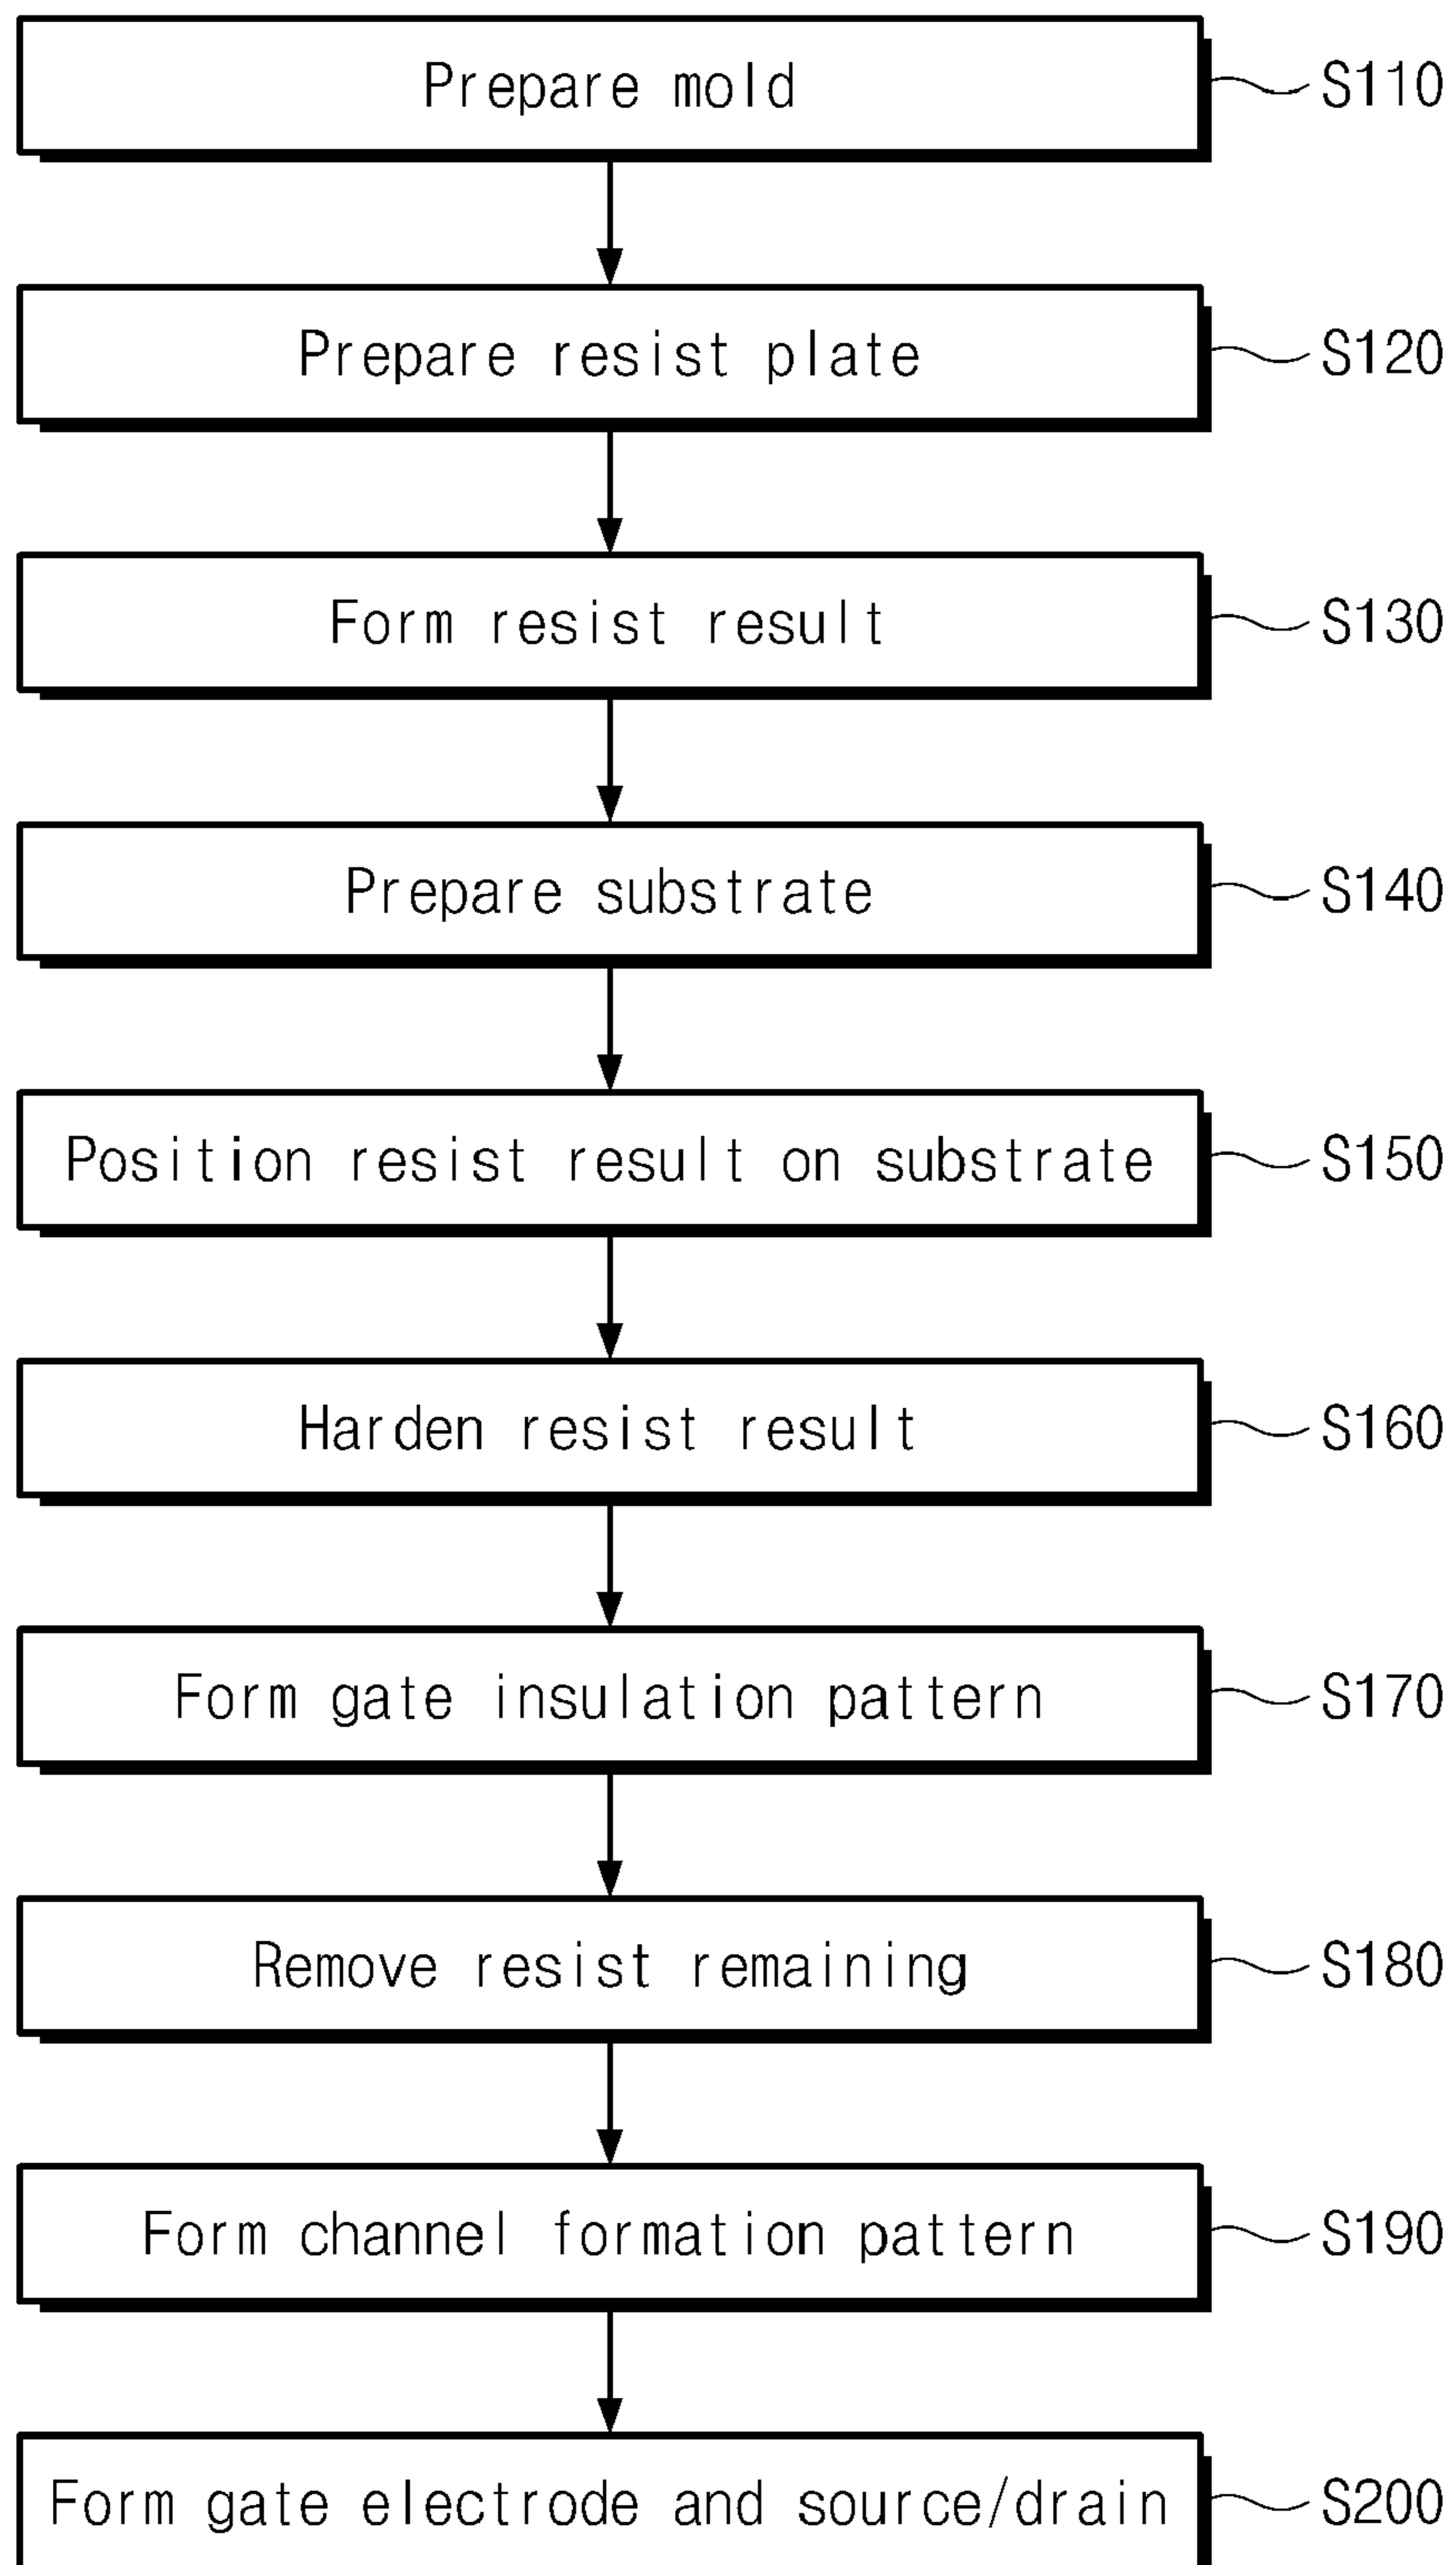 Prepare mold S110
Prepare resist plate S120
Form resist result S130
Prepare substrate S140
Position resist result on substrate S150
Harden resist result S160
Form gate insulation pattern S170
Remove resist remaining S180
Form channel formation pattern S190
Form gate electrode and source/drain S200